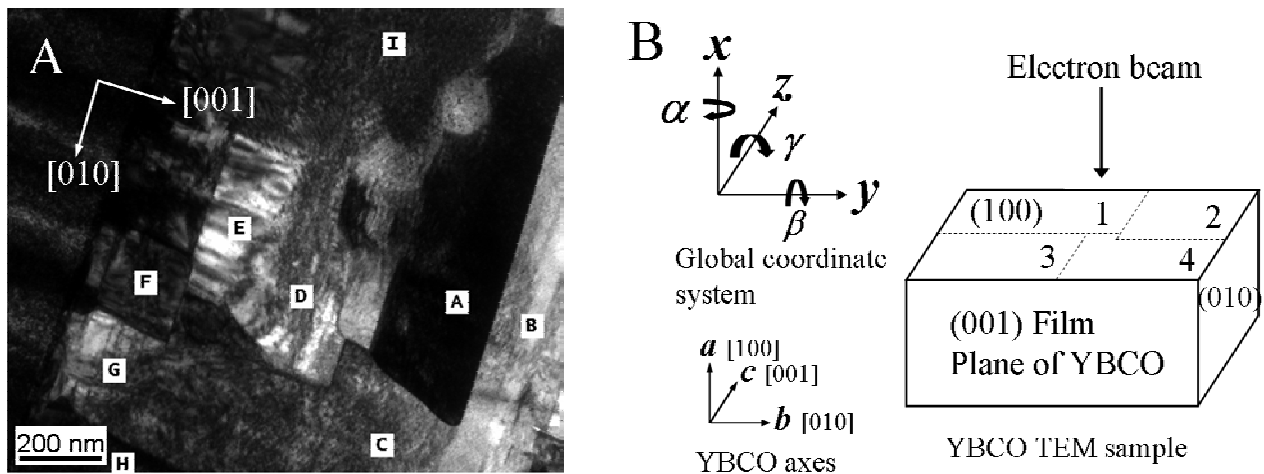 A
[001]
[010]
I
E
F
D
A
B
G
C
200 nm
H
B
x
α
z
γ
y
β
Global coordinate
system
a [100]
c [001]
b [010]
YBCO axes
Electron beam
(100)
1
2
3
4
(010)
(001) Film
Plane of YBCO
YBCO TEM sample